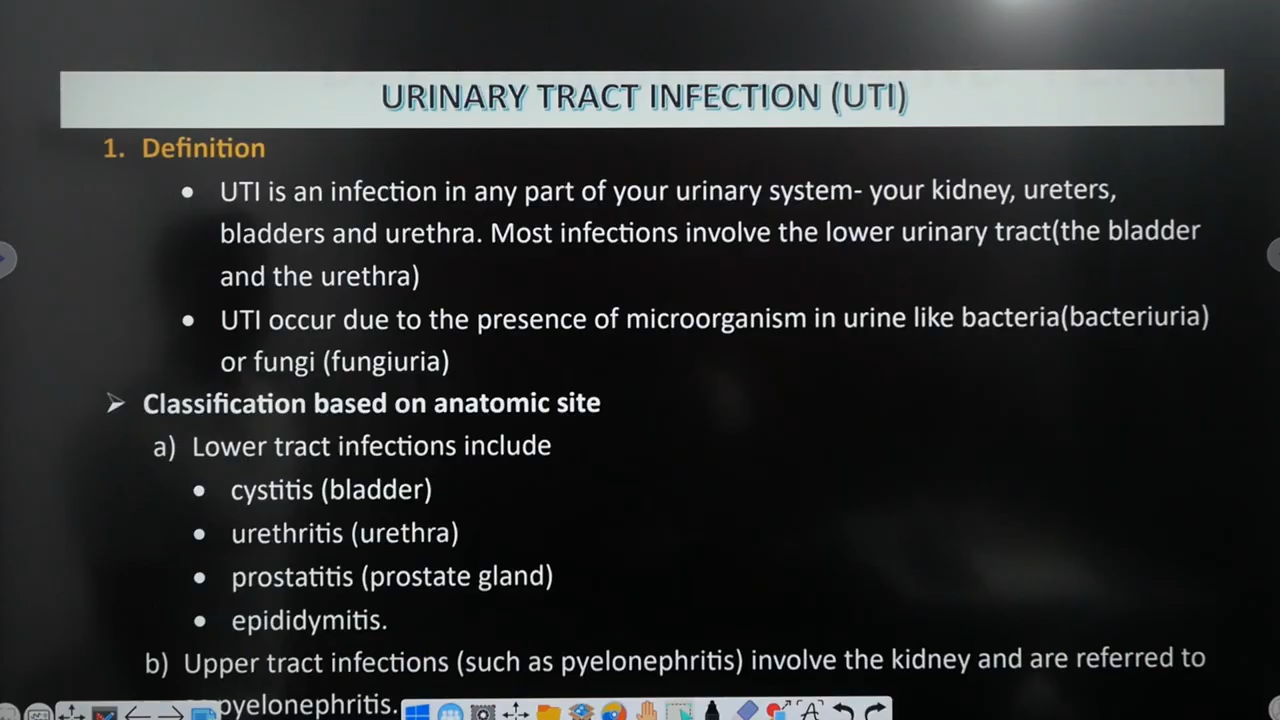 URINARY TRACT INFECTION (UTI)
1. Definition
• UTI is an infection in any part of your urinary system- your kidney, ureters,
bladders and urethra. Most infections involve the lower urinary tract(the bladder
and the urethra)
• UTI occur due to the presence of microorganism in urine like bacteria(bacteriuria)
or fungi (fungiuria)
➢ Classification based on anatomic site
a) Lower tract infections include
• cystitis (bladder)
• urethritis (urethra)
• prostatitis (prostate gland)
• epididymitis.
b) Upper tract infections (such as pyelonephritis) involve the kidney and are referred to
pyelonephritis.